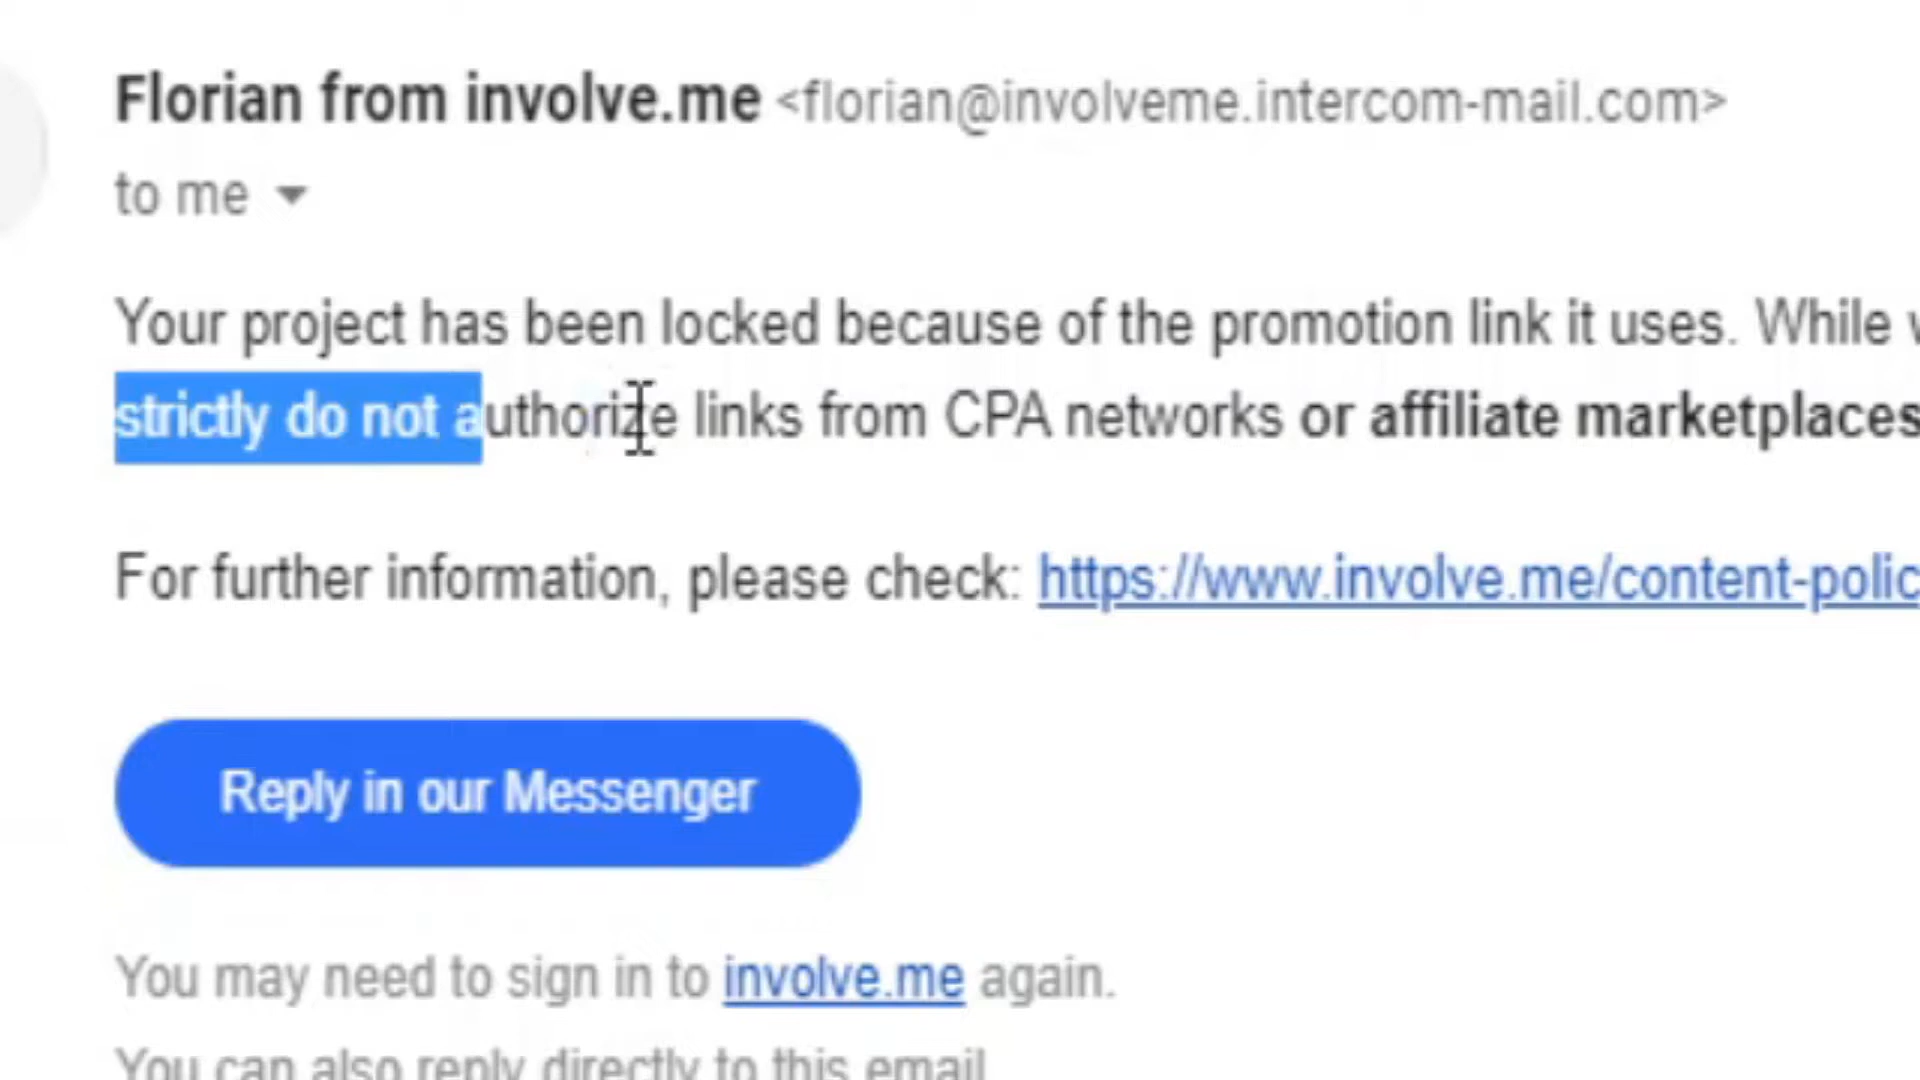 Florian from involve.me <florian@involveme.intercom-mail.com>
to me
Your project has been locked because of the promotion link it uses. While
strictly do not authorize links from CPA networks or affiliate marketplaces
For further information, please check: https://www.involve.me/content-polic
Reply in our Messenger
You may need to sign in to involve.me again.
You can also reply directly to this email